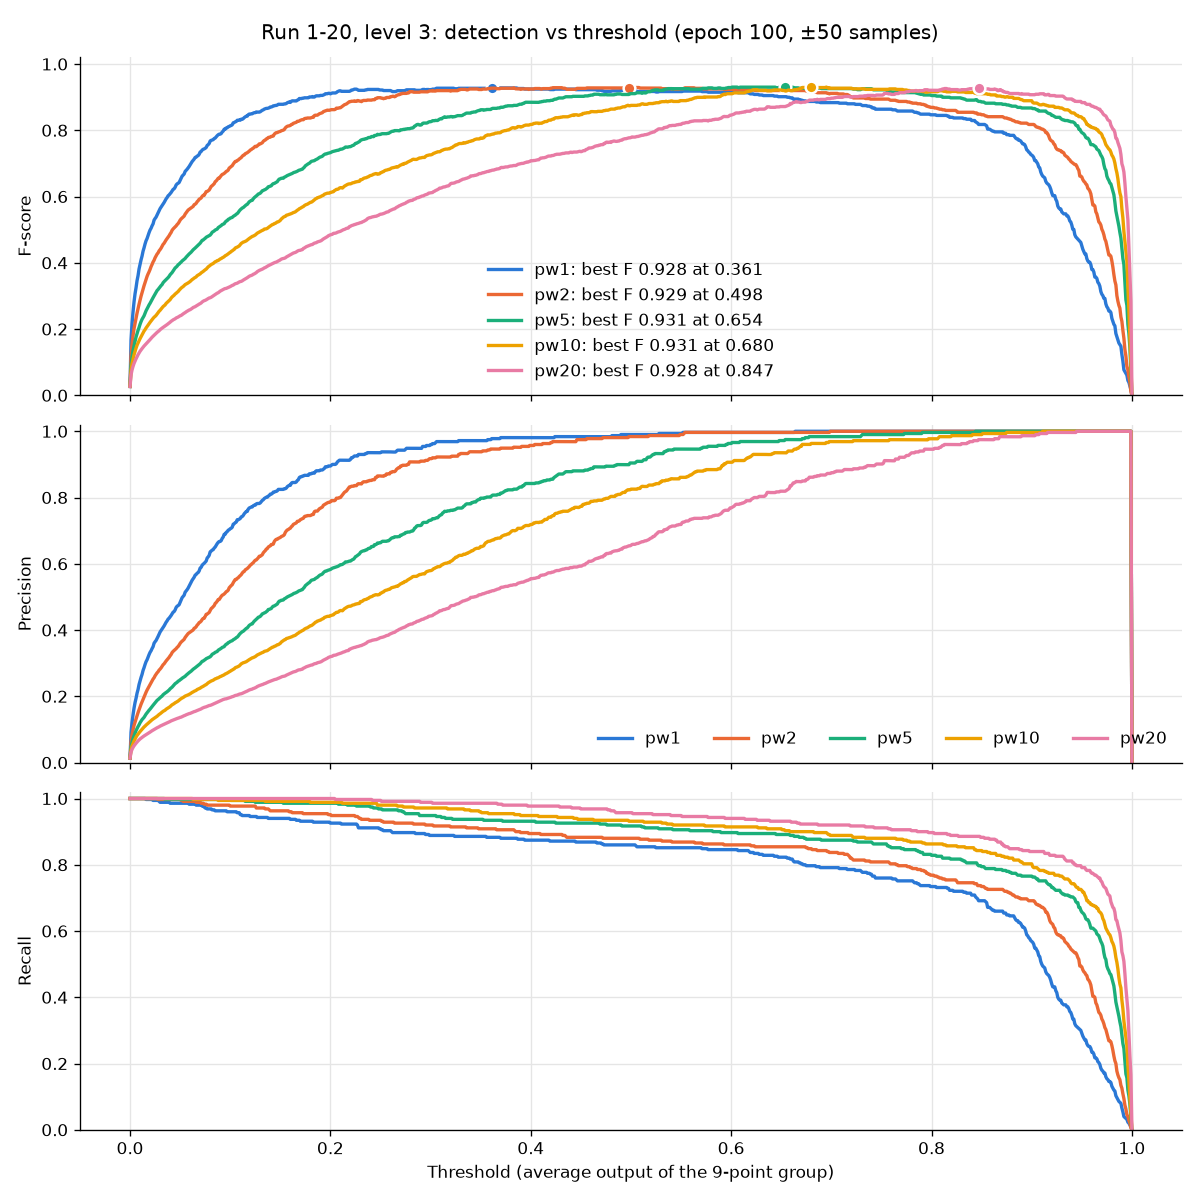 Run 1-20, level 3: detection vs threshold (epoch 100, ±50 samples)
1.0
0.8
0.6
0.4
0.2
0.0
F-score
pw1: best F 0.928 at 0.361
pw2: best F 0.929 at 0.498
pw5: best F 0.931 at 0.654
pw10: best F 0.931 at 0.680
pw20: best F 0.928 at 0.847
1.0
0.8
0.6
0.4
0.2
0.0
Precision
pw1 pw2 pw5 pw10 pw20
1.0
0.8
0.6
0.4
0.2
0.0
Recall
0.0 0.2 0.4 0.6 0.8 1.0
Threshold (average output of the 9-point group)